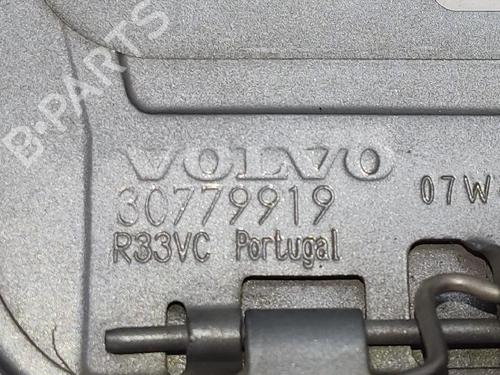 B-PARTS
VOLVO
30779919
07W
R33VC Portugal